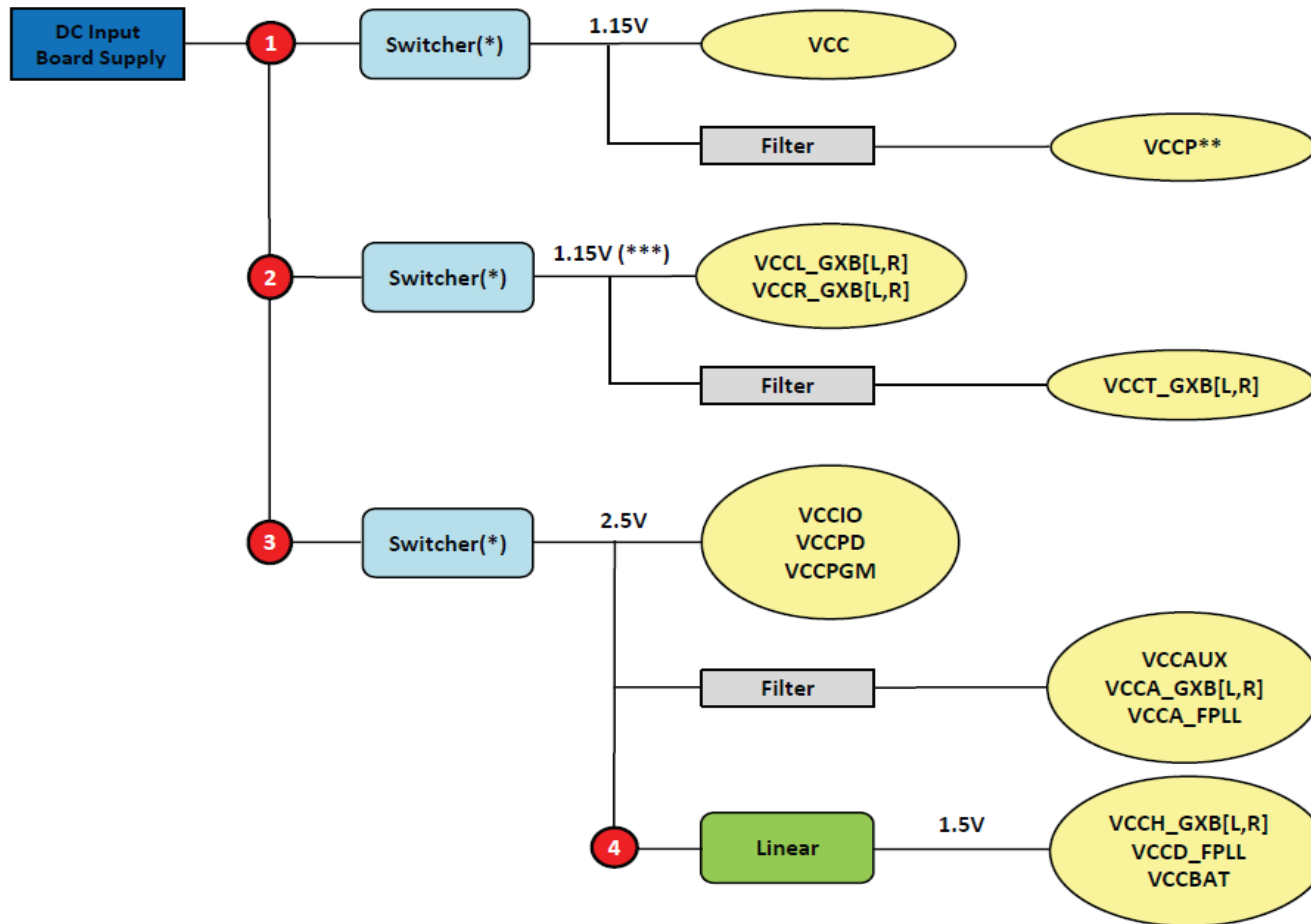 DC Input
Board Supply
1
Switcher(*)
1.15V
VCC
Filter
VCCP**
2
Switcher(*)
1.15V (***)
VCCL_GXB[L,R]
VCCR_GXB[L,R]
Filter
VCCT_GXB[L,R]
3
Switcher(*)
2.5V
VCCIO
VCCPD
VCCPGM
Filter
VCCAUX
VCCA_GXB[L,R]
VCCA_FPLL
4
Linear
1.5V
VCCH_GXB[L,R]
VCCD_FPLL
VCCBAT